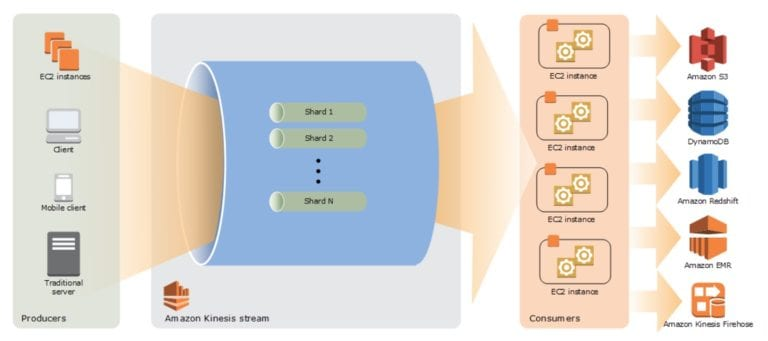 EC2 instances
Client
Mobile client
Traditional
server
Producers
Shard 1
Shard 2
Shard N
Amazon Kinesis stream
EC2 instance
EC2 instance
EC2 instance
EC2 instance
Consumers
Amazon S3
DynamoDB
Amazon Redshift
Amazon EMR
Amazon Kinesis Firehose